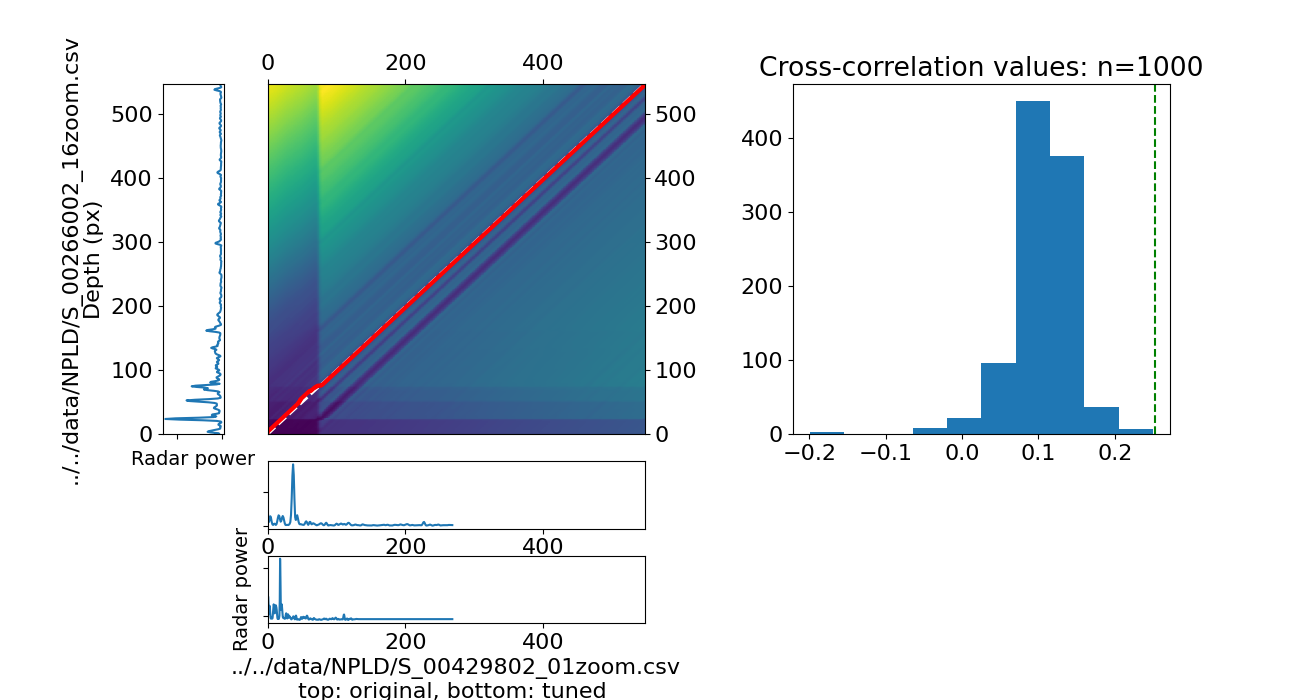 0 200 400
Cross-correlation values: n=1000
../../data/NPLD/S_00266002_16zoom.csv
Depth (px)
500
400
300
200
100
0
500
400
300
200
100
0
400
300
200
100
0
−0.2 −0.1 0.0 0.1 0.2
Radar power
0 200 400
Radar power
0 200 400
../../data/NPLD/S_00429802_01zoom.csv
top: original, bottom: tuned